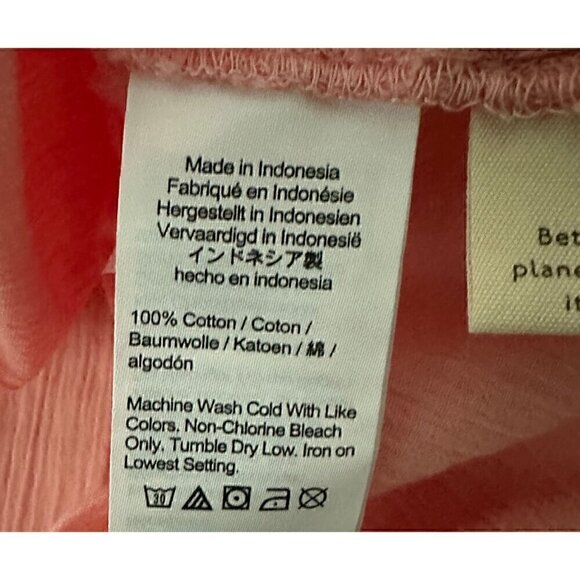 Made in Indonesia
Fabriqué en Indonésie
Hergestellt in Indonesien
Vervaardigd in Indonesië
インドネシア製
hecho en indonesia
100% Cotton / Coton /
Baumwolle / Katoen / 綿 /
algodón
Machine Wash Cold With Like
Colors. Non-Chlorine Bleach
Only. Tumble Dry Low. Iron on
Lowest Setting.
30
Bet
plane
i